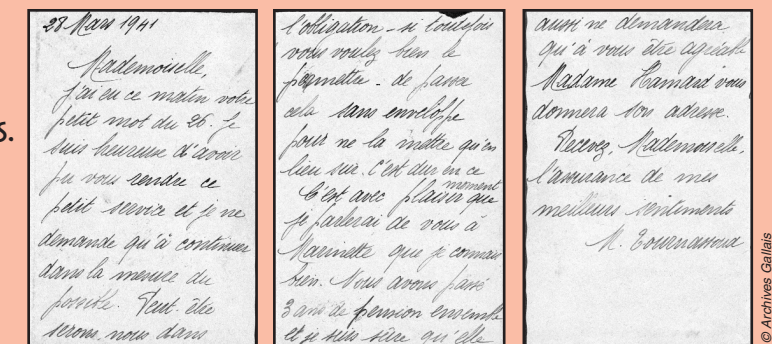 s.
28 Mars 1941
Mademoiselle,
j'ai eu ce matin votre
petit mot du 26. Je
suis heureuse d'avoir
pu vous rendre ce
petit service et je ne
demande qu'à continuer
dans la mesure du
possible. Peut-être
serons-nous dans
l'obligation - si toutefois
vous voulez bien le
permettre - de passer
cela sans enveloppe
pour ne la mettre qu'en
lieu sûr. C'est dur en ce
moment
C'est avec plaisir que
je parlerai de vous à
Marinette que je connais
bien. Nous avons passé
3 ans de pension ensemble
et je suis sûre qu'elle
aussi ne demandera
qu'à vous être agréable
Madame Hamard vous
donnera son adresse.
Recevez, Mademoiselle,
l'assurance de mes
meilleurs sentiments
© Archives Gallais